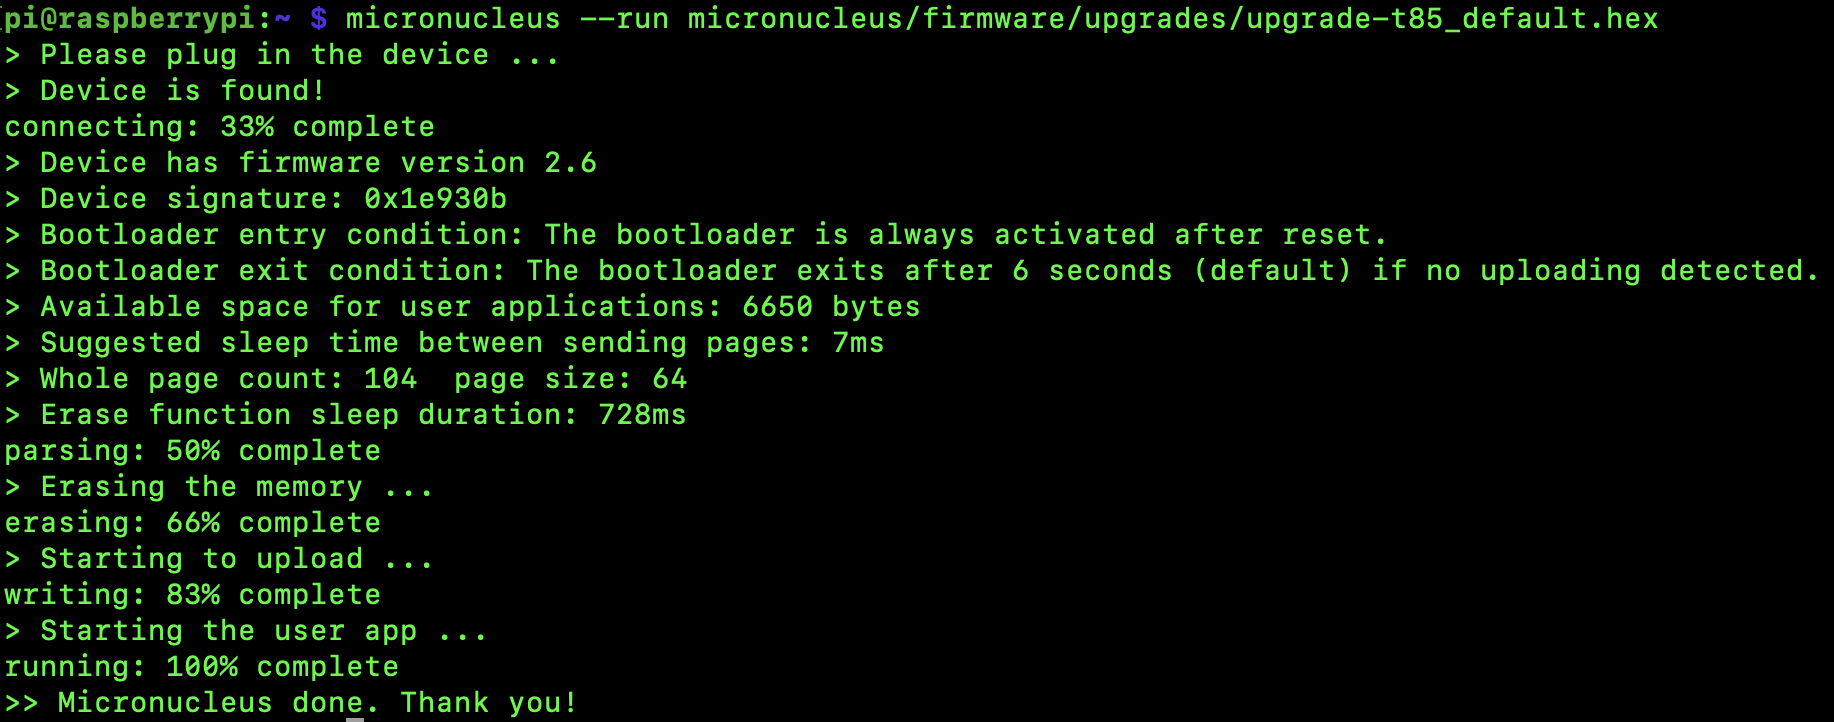 pi@raspberrypi:~ $ micronucleus --run micronucleus/firmware/upgrades/upgrade-t85_default.hex
> Please plug in the device ...
> Device is found!
connecting: 33% complete
> Device has firmware version 2.6
> Device signature: 0x1e930b
> Bootloader entry condition: The bootloader is always activated after reset.
> Bootloader exit condition: The bootloader exits after 6 seconds (default) if no uploading detected.
> Available space for user applications: 6650 bytes
> Suggested sleep time between sending pages: 7ms
> Whole page count: 104  page size: 64
> Erase function sleep duration: 728ms
parsing: 50% complete
> Erasing the memory ...
erasing: 66% complete
> Starting to upload ...
writing: 83% complete
> Starting the user app ...
running: 100% complete
>> Micronucleus done. Thank you!